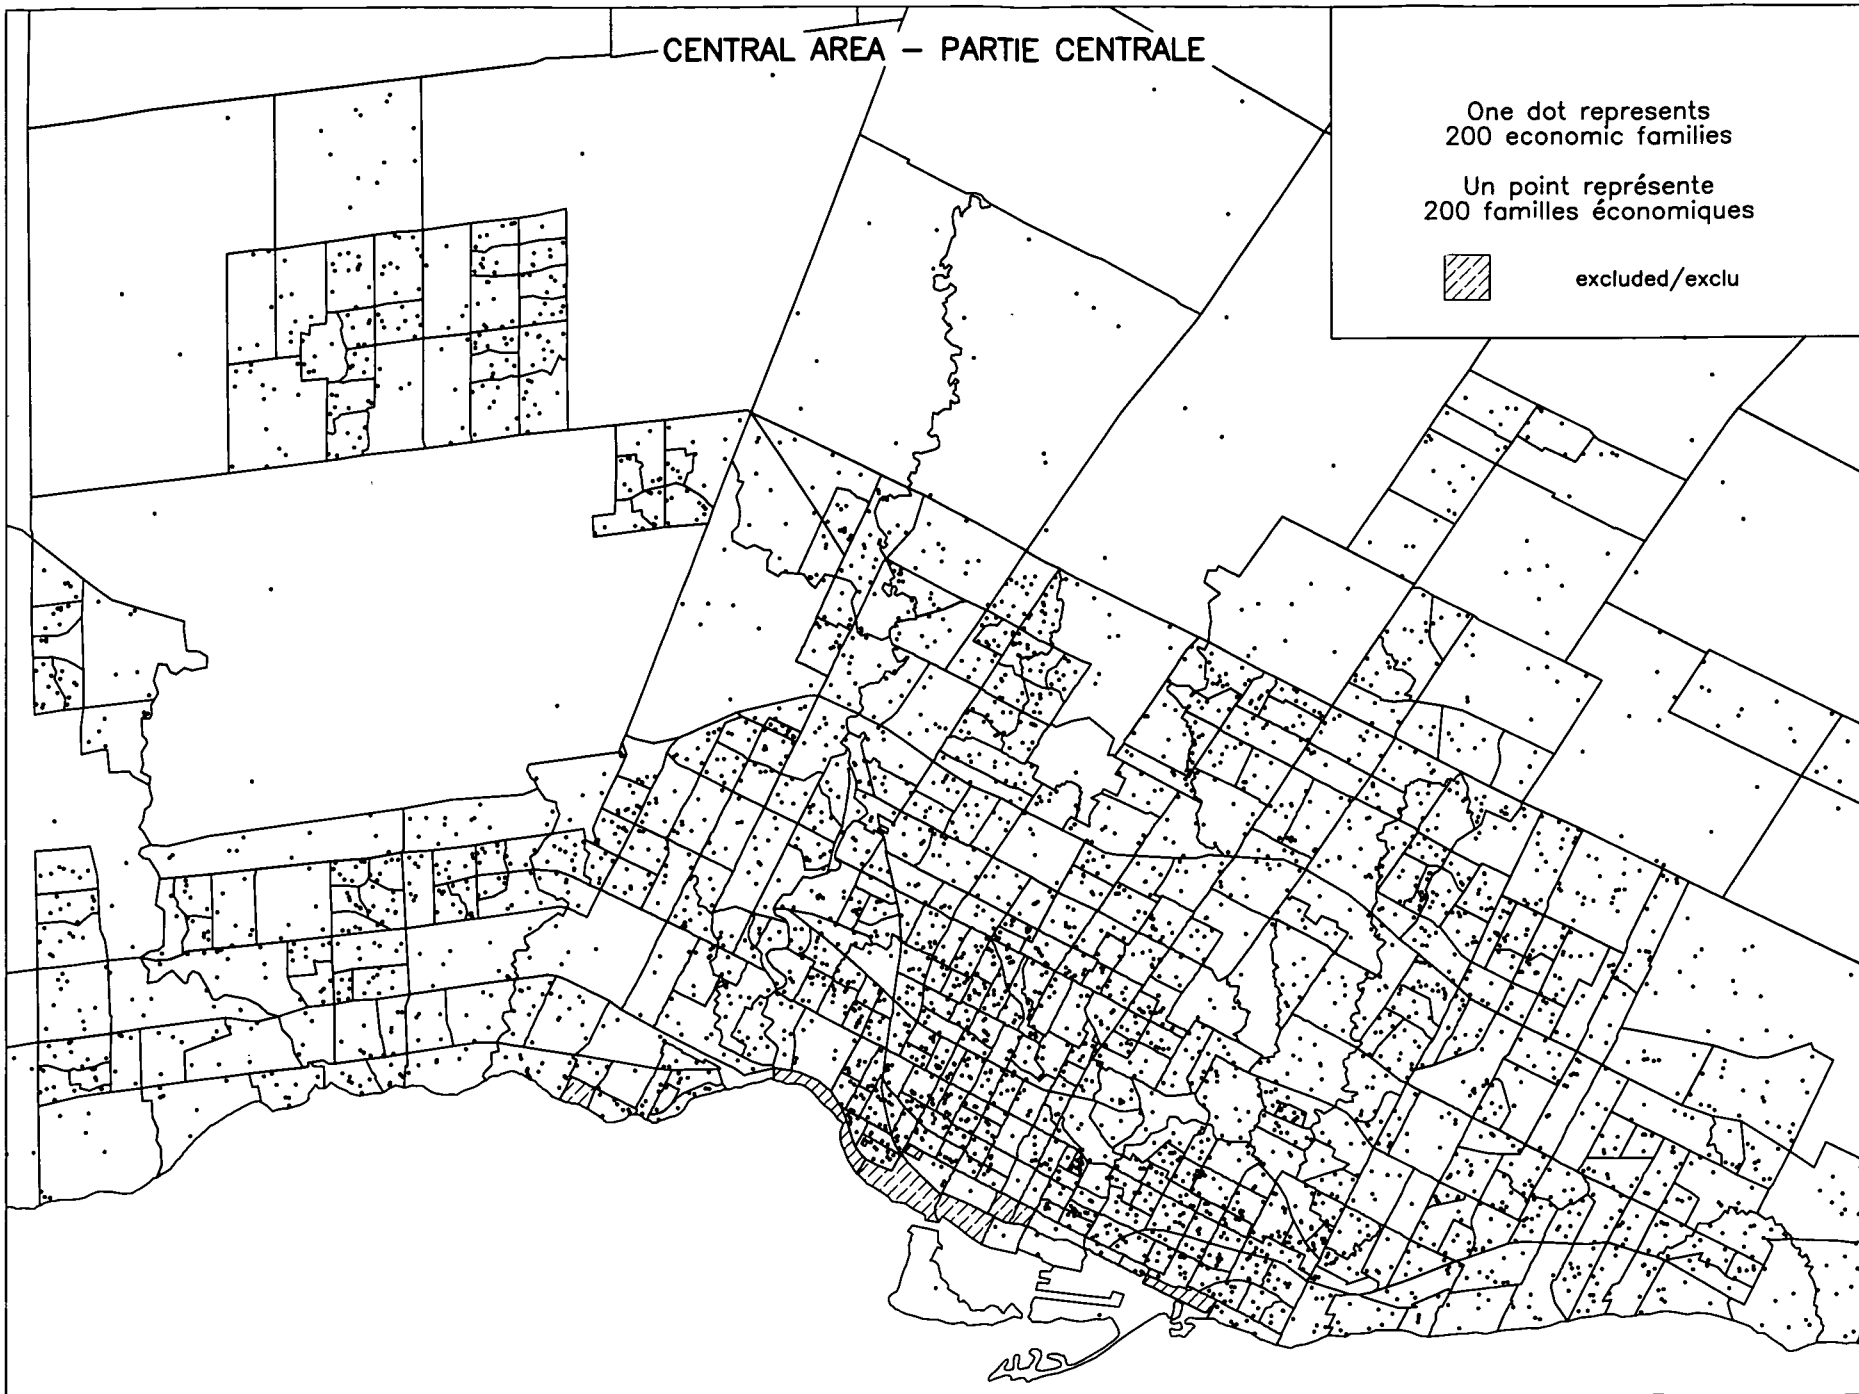 CENTRAL AREA – PARTIE CENTRALE
One dot represents
200 economic families
Un point représente
200 familles économiques
excluded/exclu